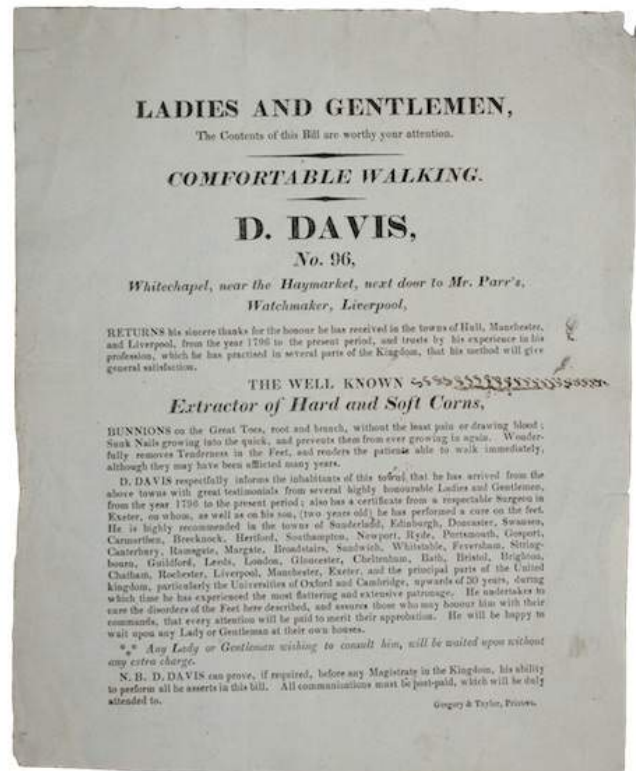 LADIES AND GENTLEMEN,
The Contents of this Bill are worthy your attention.
COMFORTABLE WALKING.
D. DAVIS,
No. 96,
Whitechapel, near the Haymarket, next door to Mr. Parr's,
Watchmaker, Liverpool,
RETURNS his sincere thanks for the honour he has received in the towns of Hull, Manchester,
and Liverpool, from the year 1796 to the present period, and trusts by his experience in his
profession, which he has practised in several parts of the Kingdom, that his method will give
general satisfaction.
THE WELL KNOWN
Extractor of Hard and Soft Corns,
BUNNIONS on the Great Toes, root and branch, without the least pain or drawing blood;
Sunk Nails growing into the quick, and prevents them from ever growing in again. Wonder-
fully removes Tenderness in the Feet, and renders the patients able to walk immediately,
although they may have been afflicted many years.
D. DAVIS respectfully informs the inhabitants of this town, that he has arrived from the
above towns with great testimonials from several highly honourable Ladies and Gentlemen,
from the year 1796 to the present period; also has a certificate from a respectable Surgeon in
Exeter, on whom, as well as on his son, (two years old) he has performed a cure on the feet.
He is highly recommended in the towns of Sunderland, Edinburgh, Doncaster, Swansea,
Carmarthen, Brecknock, Hertford, Southampton, Newport, Ryde, Portsmouth, Gosport,
Canterbury, Ramsgate, Margate, Broadstairs, Sandwich, Whitstable, Feversham, Sitting-
bourn, Guildford, Leeds, London, Gloucester, Cheltenham, Bath, Bristol, Brighton,
Chatham, Rochester, Liverpool, Manchester, Exeter, and the principal parts of the United
kingdom, particularly the Universities of Oxford and Cambridge, upwards of 30 years, during
which time he has experienced the most flattering and extensive patronage. He undertakes to
cure the disorders of the Feet here described, and assures those who may honour him with their
commands, that every attention will be paid to merit their approbation. He will be happy to
wait upon any Lady or Gentleman at their own houses.
*** Any Lady or Gentleman wishing to consult him, will be waited upon without
any extra charge.
N. B. D. DAVIS can prove, if required, before any Magistrate in the Kingdom, his ability
to perform all he asserts in this bill. All communications must be post-paid, which will be duly
attended to.
Gregory & Taylor, Printers.